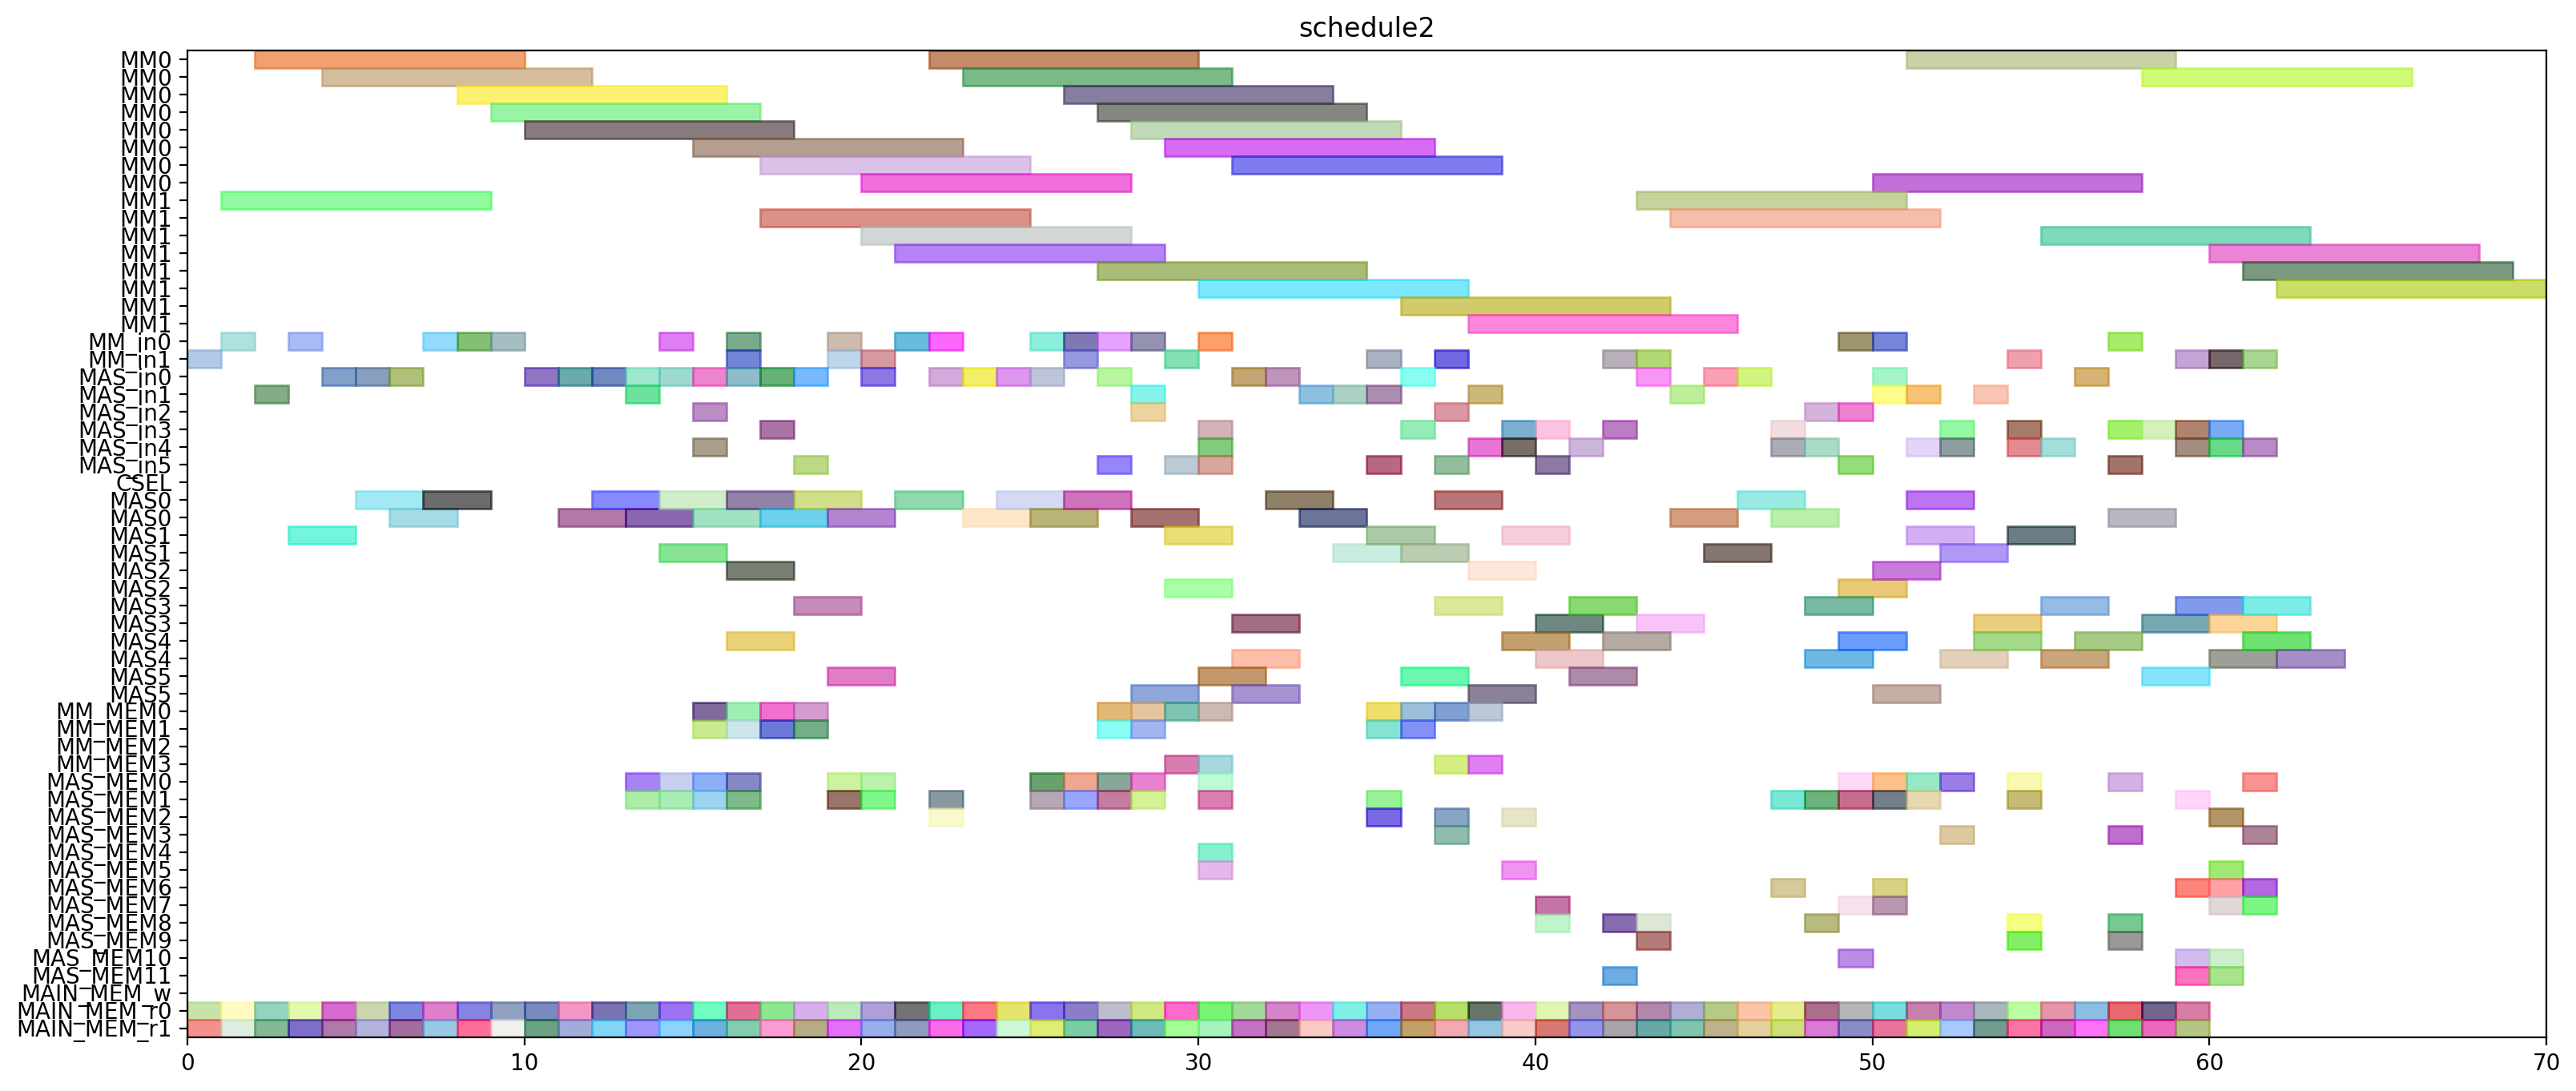 schedule2
MM0
MM0
MM0
MM0
MM0
MM0
MM0
MM0
MM1
MM1
MM1
MM1
MM1
MM1
MM1
MM1
MM_in0
MM_in1
MAS_in0
MAS_in1
MAS_in2
MAS_in3
MAS_in4
MAS_in5
CSEL
MAS0
MAS0
MAS1
MAS1
MAS2
MAS2
MAS3
MAS3
MAS4
MAS4
MAS5
MAS5
MM_MEM0
MM_MEM1
MM_MEM2
MM_MEM3
MAS_MEM0
MAS_MEM1
MAS_MEM2
MAS_MEM3
MAS_MEM4
MAS_MEM5
MAS_MEM6
MAS_MEM7
MAS_MEM8
MAS_MEM9
MAS_MEM10
MAS_MEM11
MAIN_MEM_w
MAIN_MEM_r0
MAIN_MEM_r1
0 10 20 30 40 50 60 70